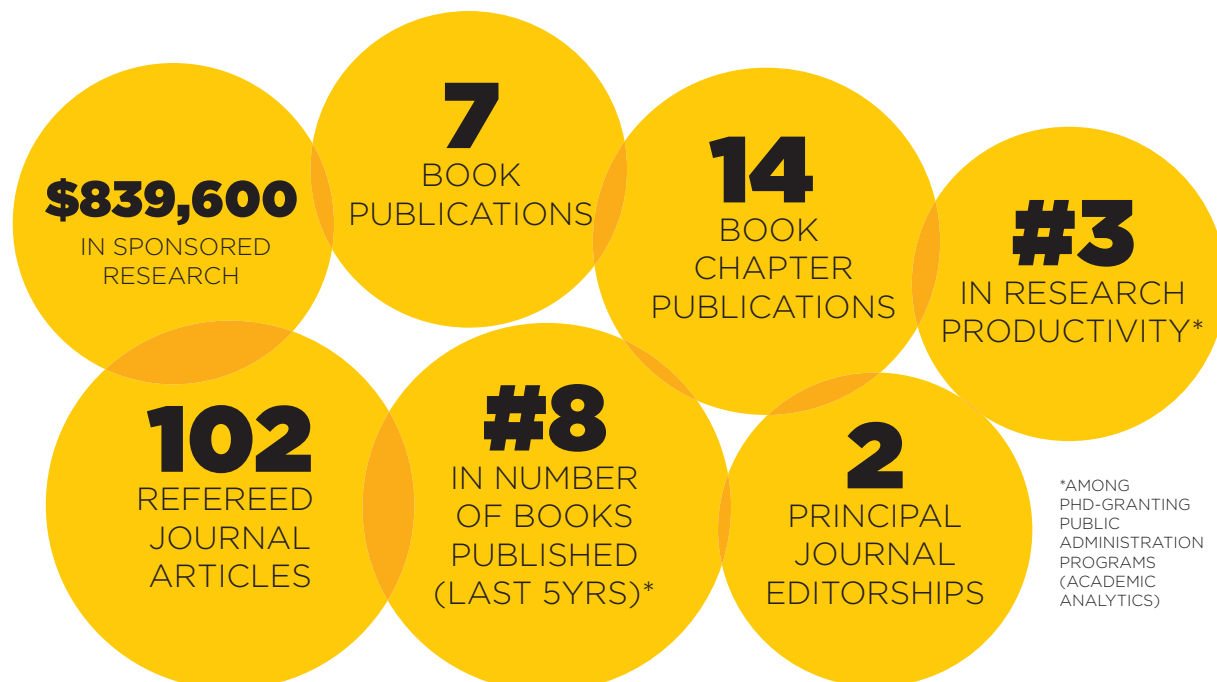 $839,600
IN SPONSORED
RESEARCH
7
BOOK
PUBLICATIONS
14
BOOK
CHAPTER
PUBLICATIONS
#3
IN RESEARCH
PRODUCTIVITY*
102
REFEREED
JOURNAL
ARTICLES
#8
IN NUMBER
OF BOOKS
PUBLISHED
(LAST 5YRS)*
2
PRINCIPAL
JOURNAL
EDITORSHIPS
*AMONG
PHD-GRANTING
PUBLIC
ADMINISTRATION
PROGRAMS
(ACADEMIC
ANALYTICS)